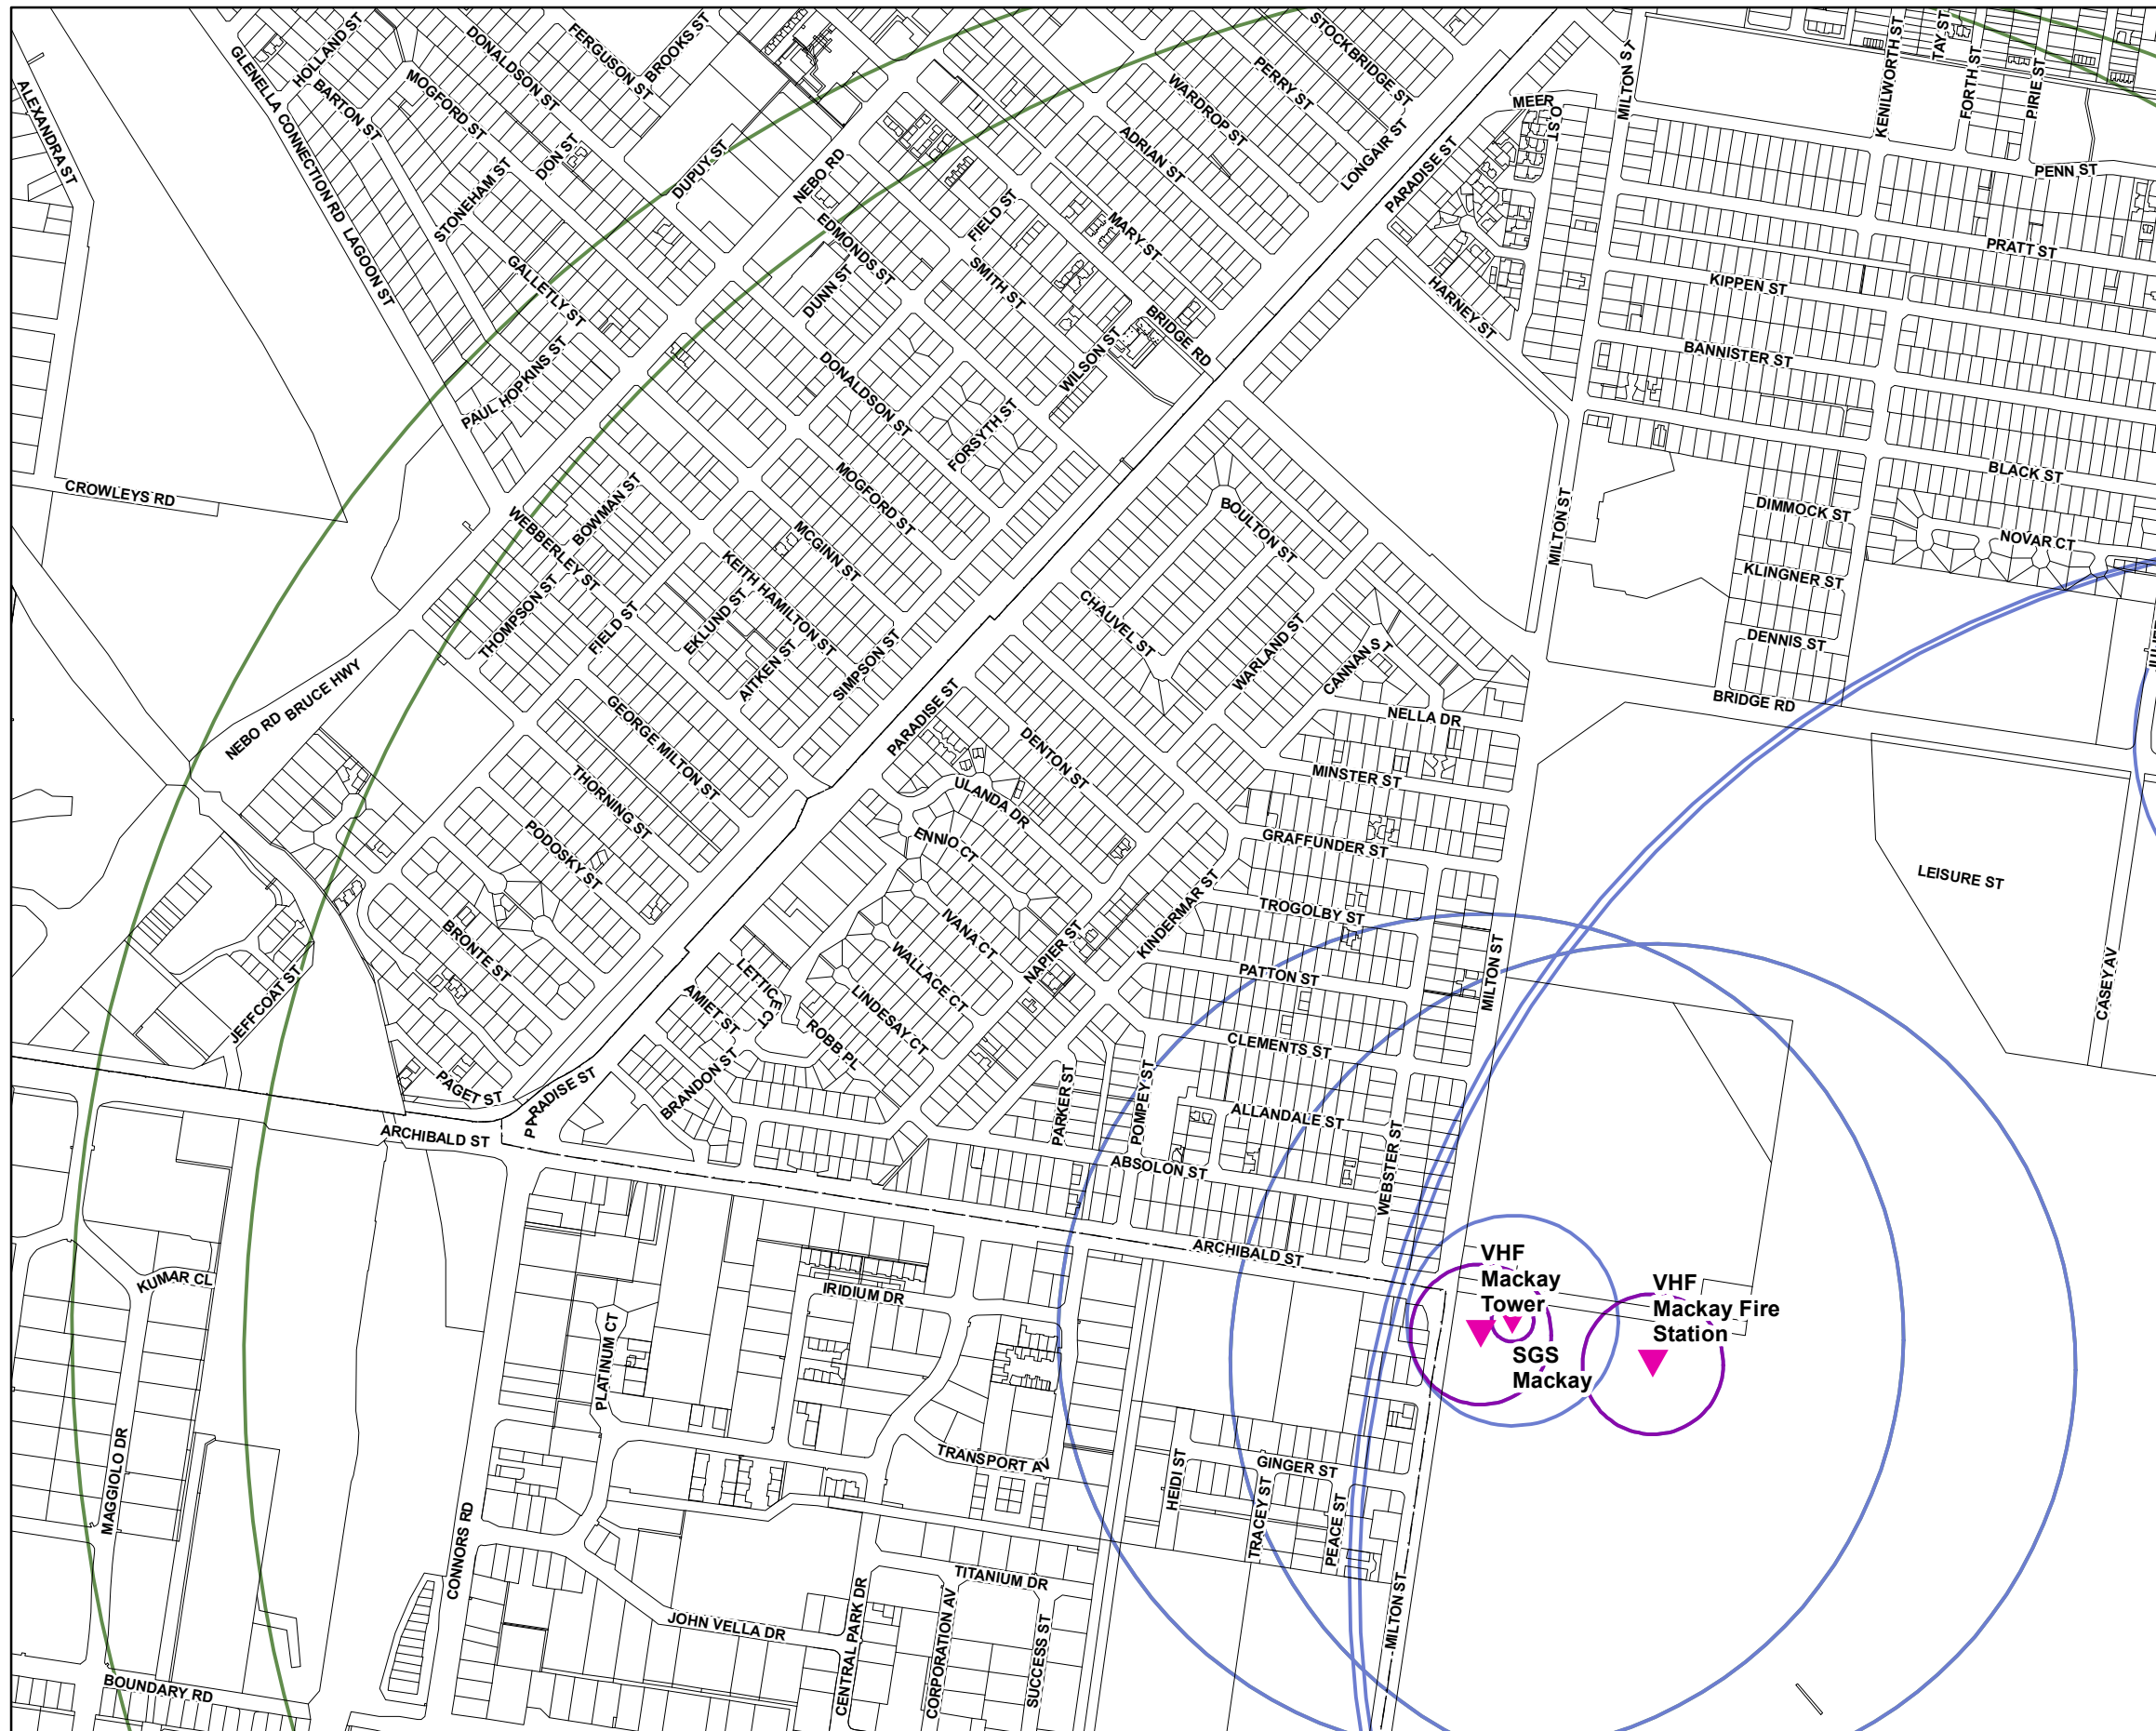 HOLLAND ST
DONALDSON ST
FERGUSON ST
BROOKS ST
STOCKBRIDGE ST
PERRY ST
WARDROP ST
MILTON ST
KENILWORTH ST
TAY ST
FORTH ST
PIRIE ST
GLENELLA CONNECTION RD
BARTON ST
MOGFORD ST
ALEXANDRA ST
MEERO ST
ADRIAN ST
LONGAIR ST
PARADISE ST
DON ST
DUPUY ST
NEBO RD
PENN ST
STONEHAM ST
LAGOON ST
EDMONDS ST
FIELD ST
MARY ST
PRATT ST
GALLETLY ST
DUNN ST
SMITH ST
KIPPEN ST
HARNEY ST
BRIDGE RD
WILSON ST
BANNISTER ST
PAUL HOPKINS ST
DONALDSON ST
FORSYTH ST
BLACK ST
CROWLEYS RD
BOWMAN ST
MOGFORD ST
BOULTON ST
MILTON ST
DIMMOCK ST
NOVAR CT
WEBBERLEY ST
MCGINN ST
KLINGNER ST
KEITH HAMILTON ST
THOMPSON ST
FIELD ST
EKLUND ST
CHAUVEL ST
WARLAND ST
DENNIS ST
AITKEN ST
SIMPSON ST
CANNAN ST
BRIDGE RD
NEBO RD
BRUCE HWY
GEORGE MILTON ST
PARADISE ST
NELLA DR
DENTON ST
MINSTER ST
THORNING ST
ULANDA DR
PODOSKY ST
ENNIO CT
GRAFFUNDER ST
LEISURE ST
KINDERMAR ST
TROGOLBY ST
BRONTE ST
IVANA CT
NAPIER ST
WALLACE CT
LETTICE CT
PATTON ST
MILTON ST
CASEY AV
JEFFCOAT ST
AMIET ST
LINDESAY CT
ROBB PL
CLEMENTS ST
PAGET ST
PARADISE ST
BRANDON ST
PARKER ST
POMPEY ST
ALLANDALE ST
ARCHIBALD ST
ABSOLON ST
WEBSTER ST
ARCHIBALD ST
VHF
Mackay
Tower
VHF
Mackay Fire
Station
SGS
Mackay
KUMAR CL
IRIDIUM DR
PLATINUM CT
MAGGIOLO DR
TRANSPORT AV
HEIDI ST
GINGER ST
TRACEY ST
PEACE ST
CONNORS RD
TITANIUM DR
JOHN VELLA DR
CENTRAL PARK DR
CORPORATION AV
SUCCESS ST
MILTON ST
BOUNDARY RD